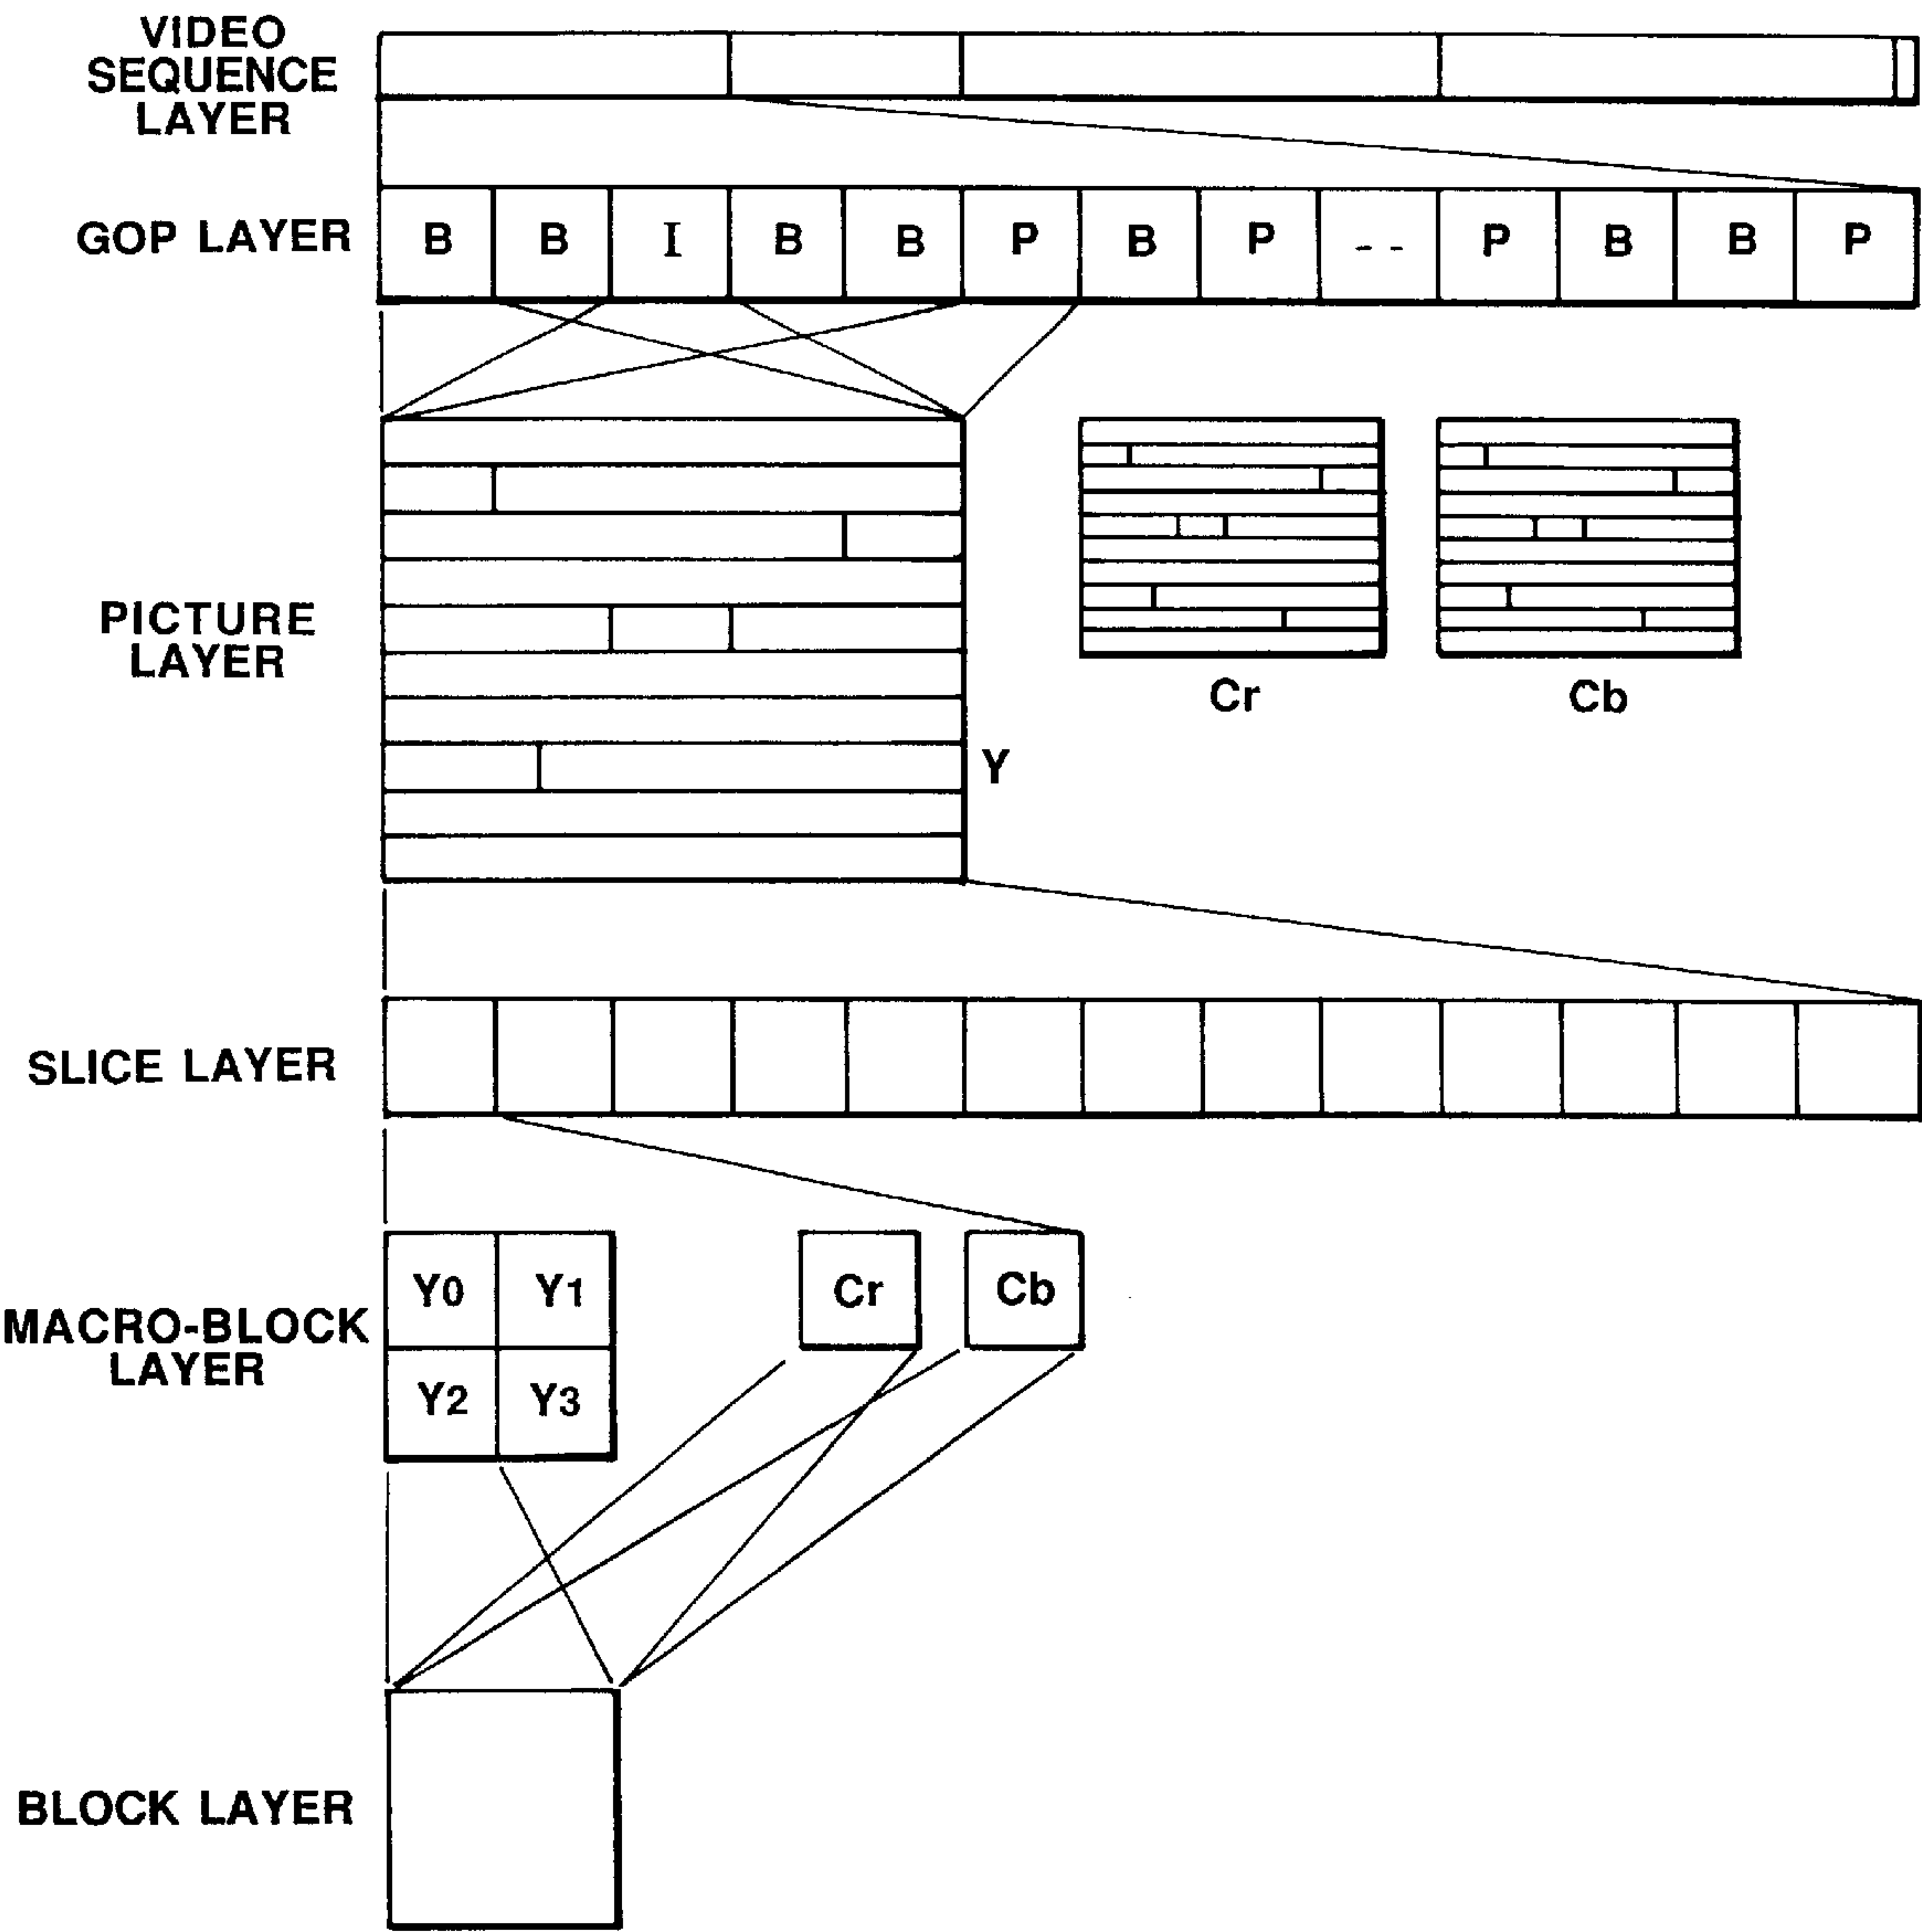 VIDEO
SEQUENCE
LAYER
GOP LAYER
B B I B B P B P -- P B B P
PICTURE
LAYER
Cr
Cb
Y
SLICE LAYER
MACRO-BLOCK
LAYER
Y0 Y1
Y2 Y3
Cr
Cb
BLOCK LAYER